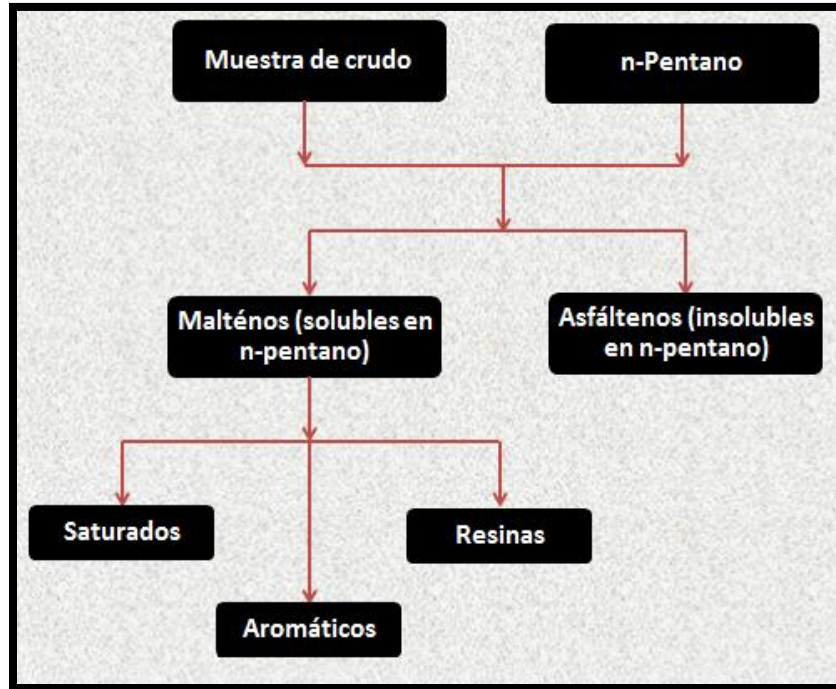 Muestra de crudo
n-Pentano
Malténos (solubles en
n-pentano)
Asfáltenos (insolubles
en n-pentano)
Saturados
Resinas
Aromáticos